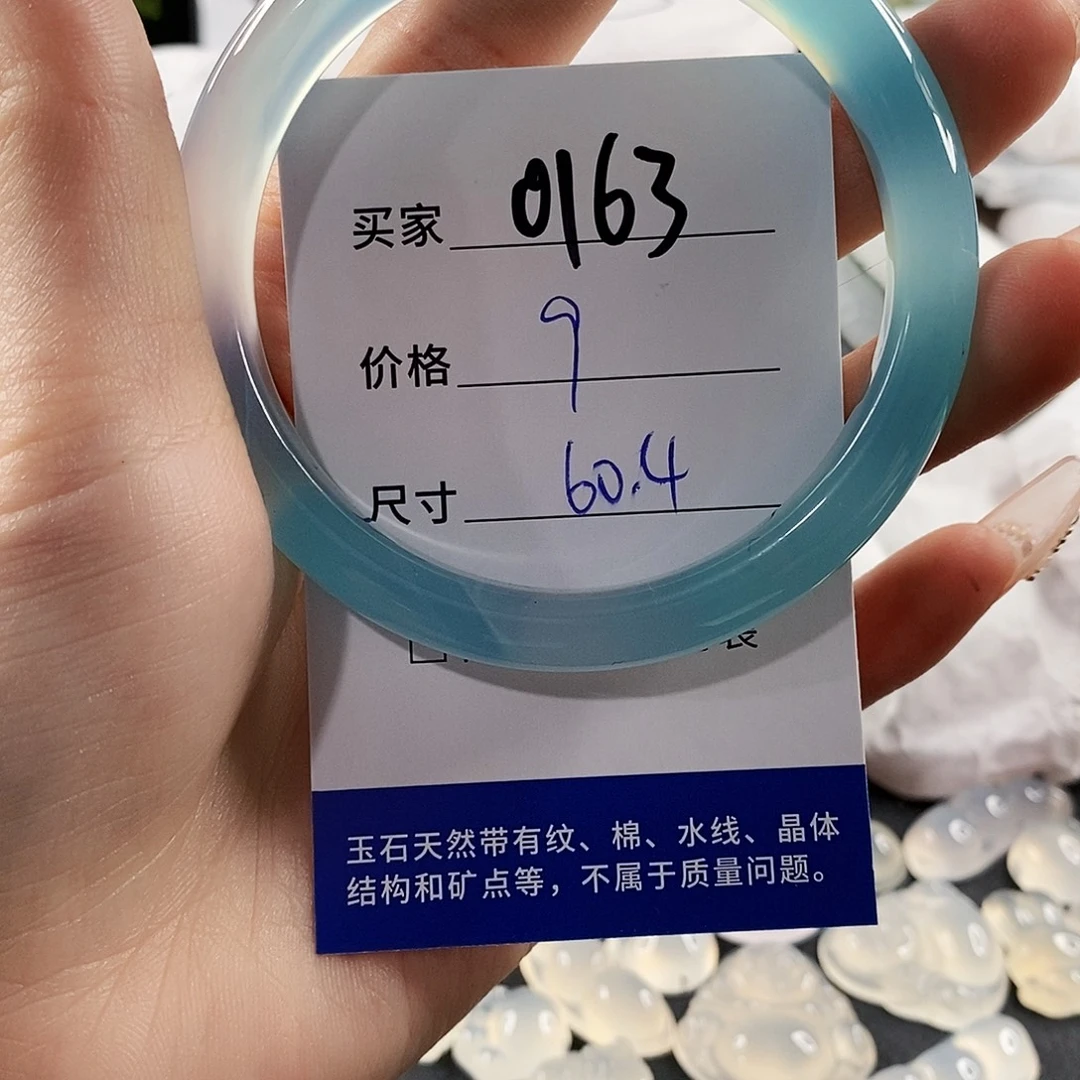 买家 0163
价格 9
尺寸 60.4
玉石天然带有纹、棉、水线、晶体
结构和矿点等，不属于质量问题。